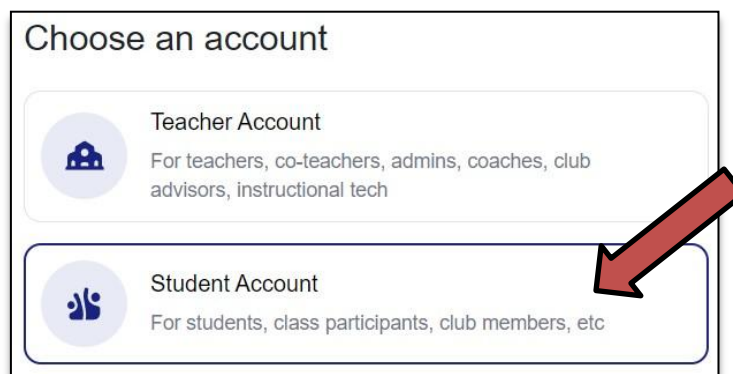 Choose an account
Teacher Account
For teachers, co-teachers, admins, coaches, club
advisors, instructional tech
Student Account
For students, class participants, club members, etc